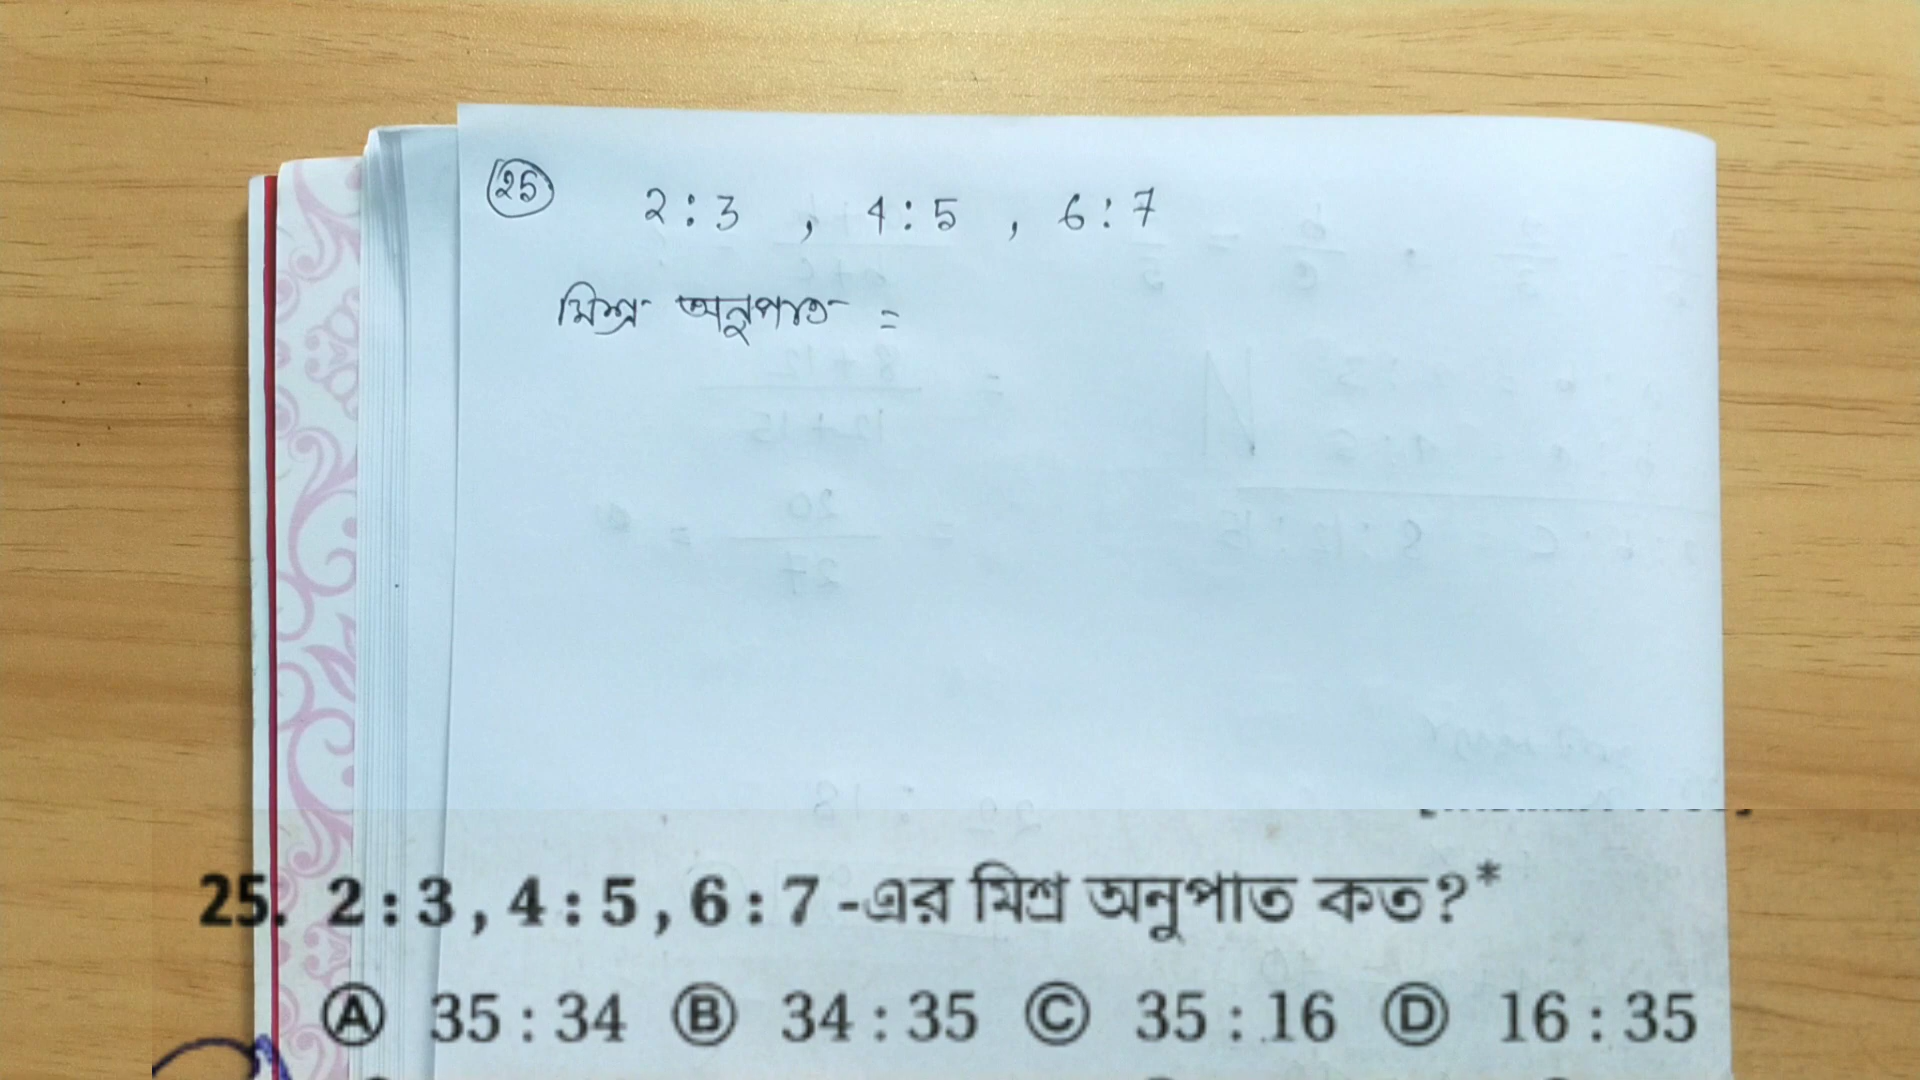 25 2 : 3 , 4 : 5 , 6 : 7
মিশ্র অনুপাত =
25. 2 : 3 , 4 : 5 , 6 : 7 -এর মিশ্র অনুপাত কত?*
A 35 : 34 B 34 : 35 C 35 : 16 D 16 : 35